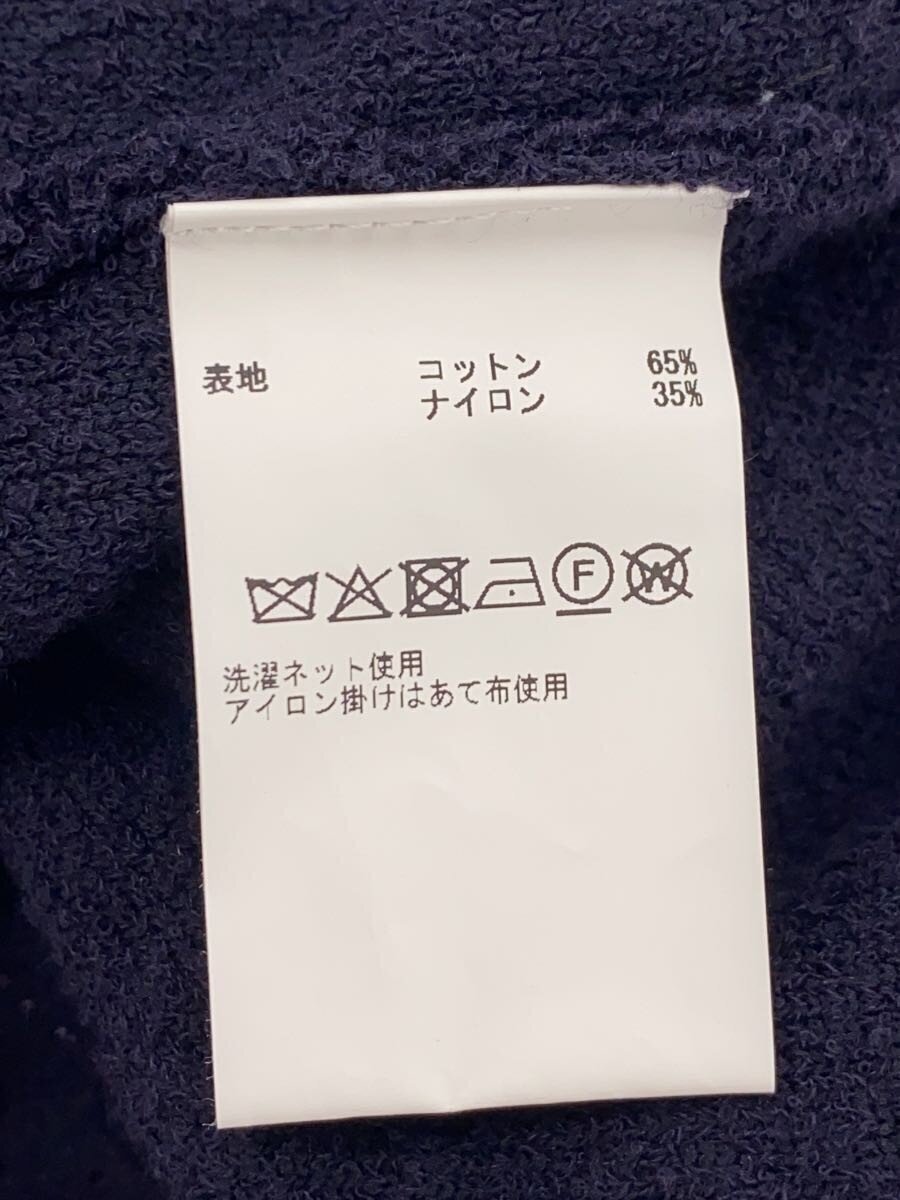 表地 コットン 65%
ナイロン 35%
F W
洗濯ネット使用
アイロン掛けはあて布使用